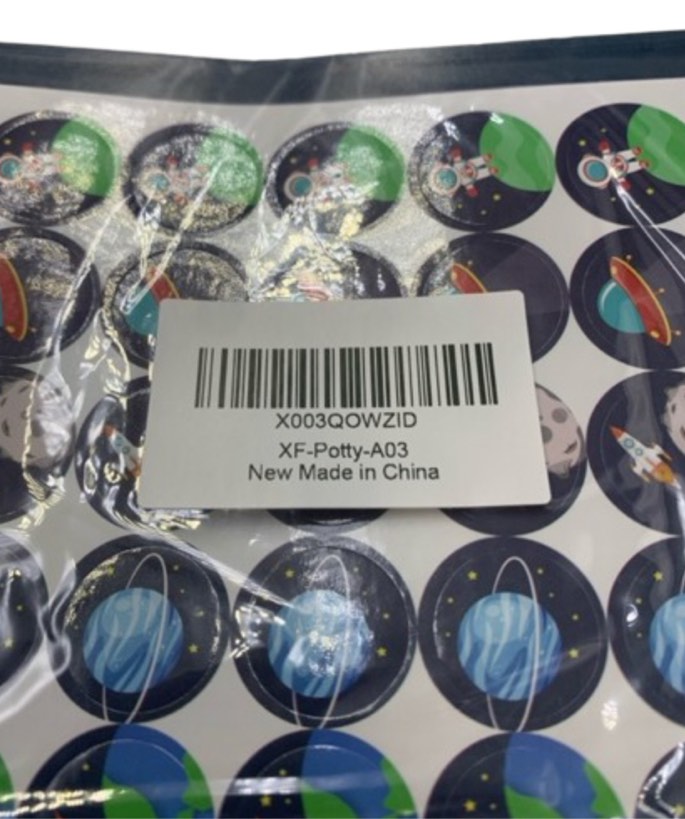 X003QOWZID
XF-Potty-A03
New Made in China